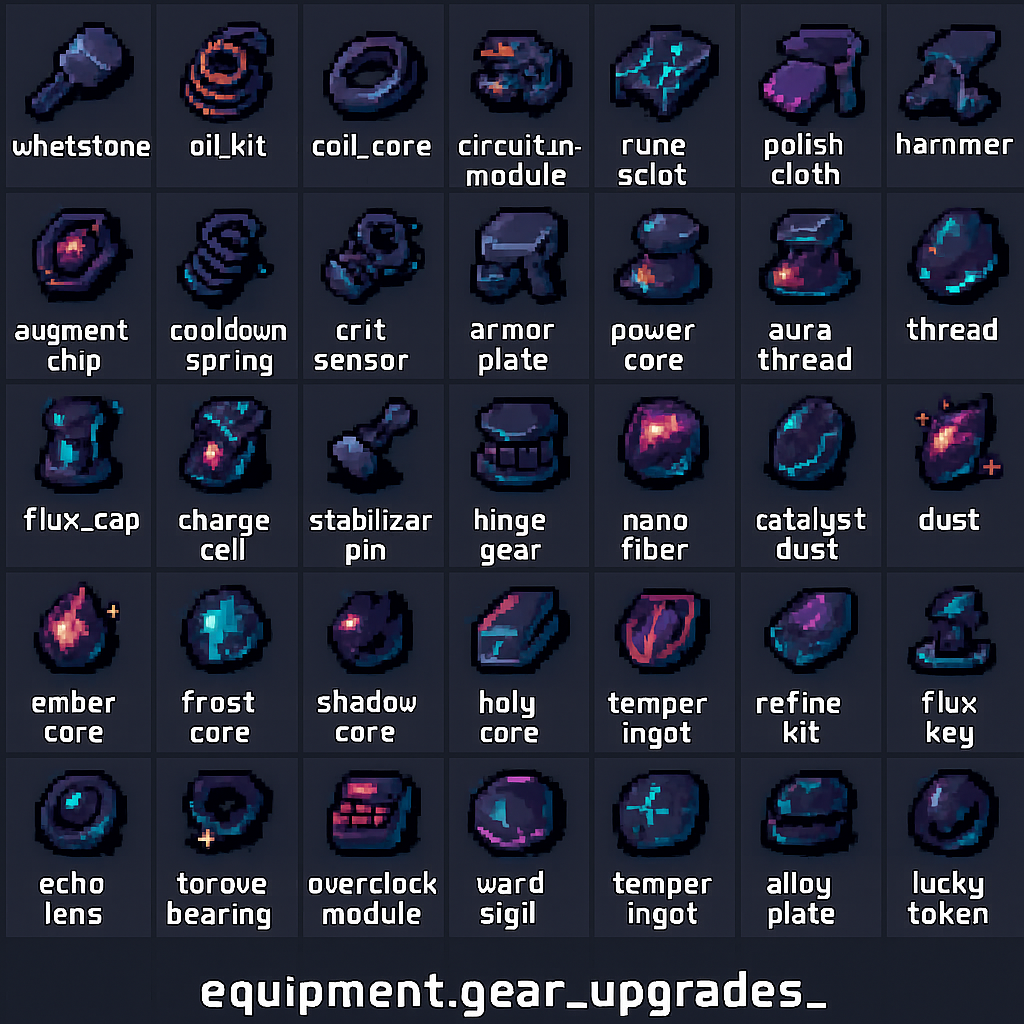 whetstone
oil_kit
coil_core
circuit.ın-
module
rune
sclot
polish
cloth
harnmer
augment
chip
cooldown
spring
crit
sensor
armor
plate
power
core
aura
thread
thread
flux_cap
charge
cell
stabilizar
pin
hinge
gear
nano
fiber
catalyst
dust
dust
ember
core
frost
core
shadow
core
holy
core
temper
ingot
refine
kit
flux
key
echo
lens
torove
bearing
overclock
module
ward
sigil
temper
ingot
alloy
plate
lucky
token
equipment.gear_upgrades_